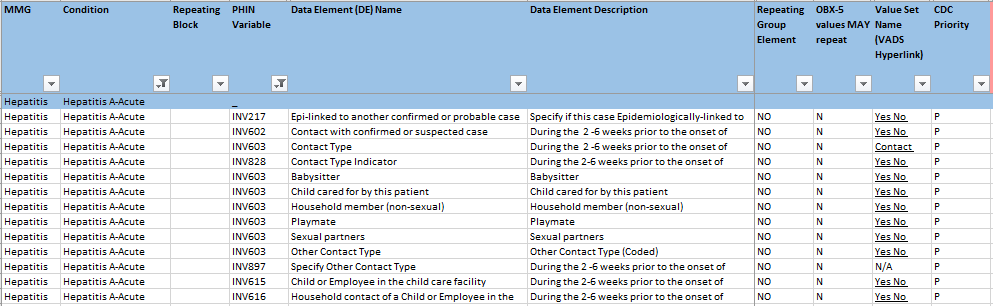 MMG Condition Repeating Block PHIN Variable Data Element (DE) Name Data Element Description Repeating Group Element OBX-5 values MAY repeat Value Set Name (VADS Hyperlink) CDC Priority
Hepatitis Hepatitis A-Acute _
Hepatitis Hepatitis A-Acute INV217 Epi-linked to another confirmed or probable case Specify if this case Epidemiologically-linked to NO N Yes No P
Hepatitis Hepatitis A-Acute INV602 Contact with confirmed or suspected case During the 2 -6 weeks prior to the onset of NO N Yes No P
Hepatitis Hepatitis A-Acute INV603 Contact Type During the 2 -6 weeks prior to the onset of NO N Contact P
Hepatitis Hepatitis A-Acute INV828 Contact Type Indicator During the 2-6 weeks prior to the onset of NO N Yes No P
Hepatitis Hepatitis A-Acute INV603 Babysitter Babysitter NO N Yes No P
Hepatitis Hepatitis A-Acute INV603 Child cared for by this patient Child cared for by this patient NO N Yes No P
Hepatitis Hepatitis A-Acute INV603 Household member (non-sexual) Household member (non-sexual) NO N Yes No P
Hepatitis Hepatitis A-Acute INV603 Playmate Playmate NO N Yes No P
Hepatitis Hepatitis A-Acute INV603 Sexual partners Sexual partners NO N Yes No P
Hepatitis Hepatitis A-Acute INV603 Other Contact Type Other Contact Type (Coded) NO N Yes No P
Hepatitis Hepatitis A-Acute INV897 Specify Other Contact Type During the 2 -6 weeks prior to the onset of NO N N/A P
Hepatitis Hepatitis A-Acute INV615 Child or Employee in the child care facility During the 2-6 weeks prior to the onset of NO N Yes No P
Hepatitis Hepatitis A-Acute INV616 Household contact of a Child or Employee in the During the 2-6 weeks prior to the onset of NO N Yes No P